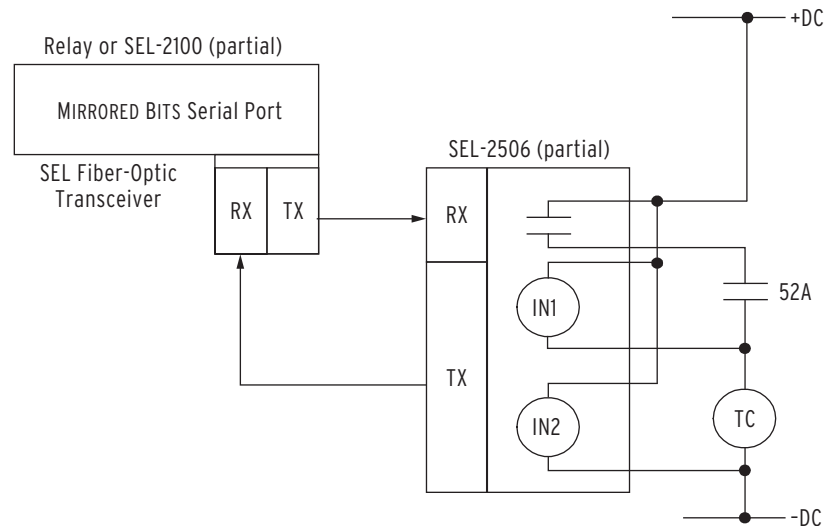 +DC
Relay or SEL-2100 (partial)
MIRRORED BITS Serial Port
SEL-2506 (partial)
SEL Fiber-Optic
Transceiver
RX
TX
RX
52A
IN1
TX
IN2
TC
-DC